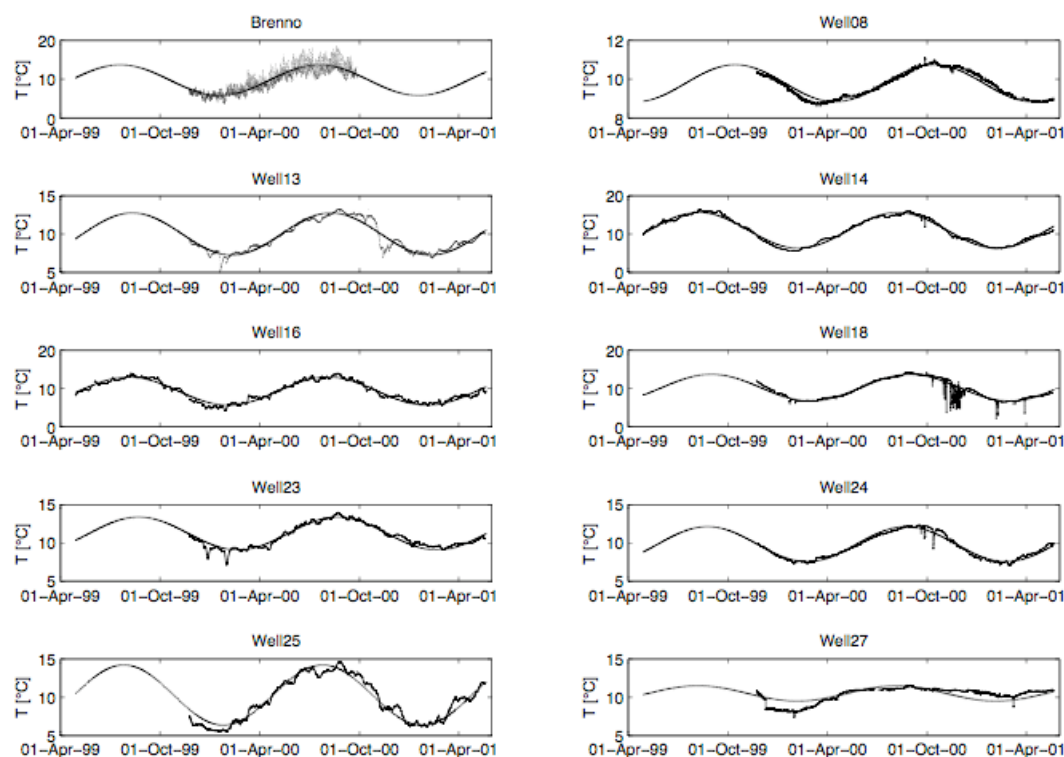 Brenno Well08
20 12
T [°C] 10 T [°C] 10
0 8
01-Apr-99 01-Oct-99 01-Apr-00 01-Oct-00 01-Apr-01 01-Apr-99 01-Oct-99 01-Apr-00 01-Oct-00 01-Apr-01
Well13 Well14
15 20
T [°C] 10 T [°C] 10
5 0
01-Apr-99 01-Oct-99 01-Apr-00 01-Oct-00 01-Apr-01 01-Apr-99 01-Oct-99 01-Apr-00 01-Oct-00 01-Apr-01
Well16 Well18
20 20
T [°C] 10 T [°C] 10
0 0
01-Apr-99 01-Oct-99 01-Apr-00 01-Oct-00 01-Apr-01 01-Apr-99 01-Oct-99 01-Apr-00 01-Oct-00 01-Apr-01
Well23 Well24
15 15
T [°C] 10 T [°C] 10
5 5
01-Apr-99 01-Oct-99 01-Apr-00 01-Oct-00 01-Apr-01 01-Apr-99 01-Oct-99 01-Apr-00 01-Oct-00 01-Apr-01
Well25 Well27
15 15
T [°C] 10 T [°C] 10
5 5
01-Apr-99 01-Oct-99 01-Apr-00 01-Oct-00 01-Apr-01 01-Apr-99 01-Oct-99 01-Apr-00 01-Oct-00 01-Apr-01